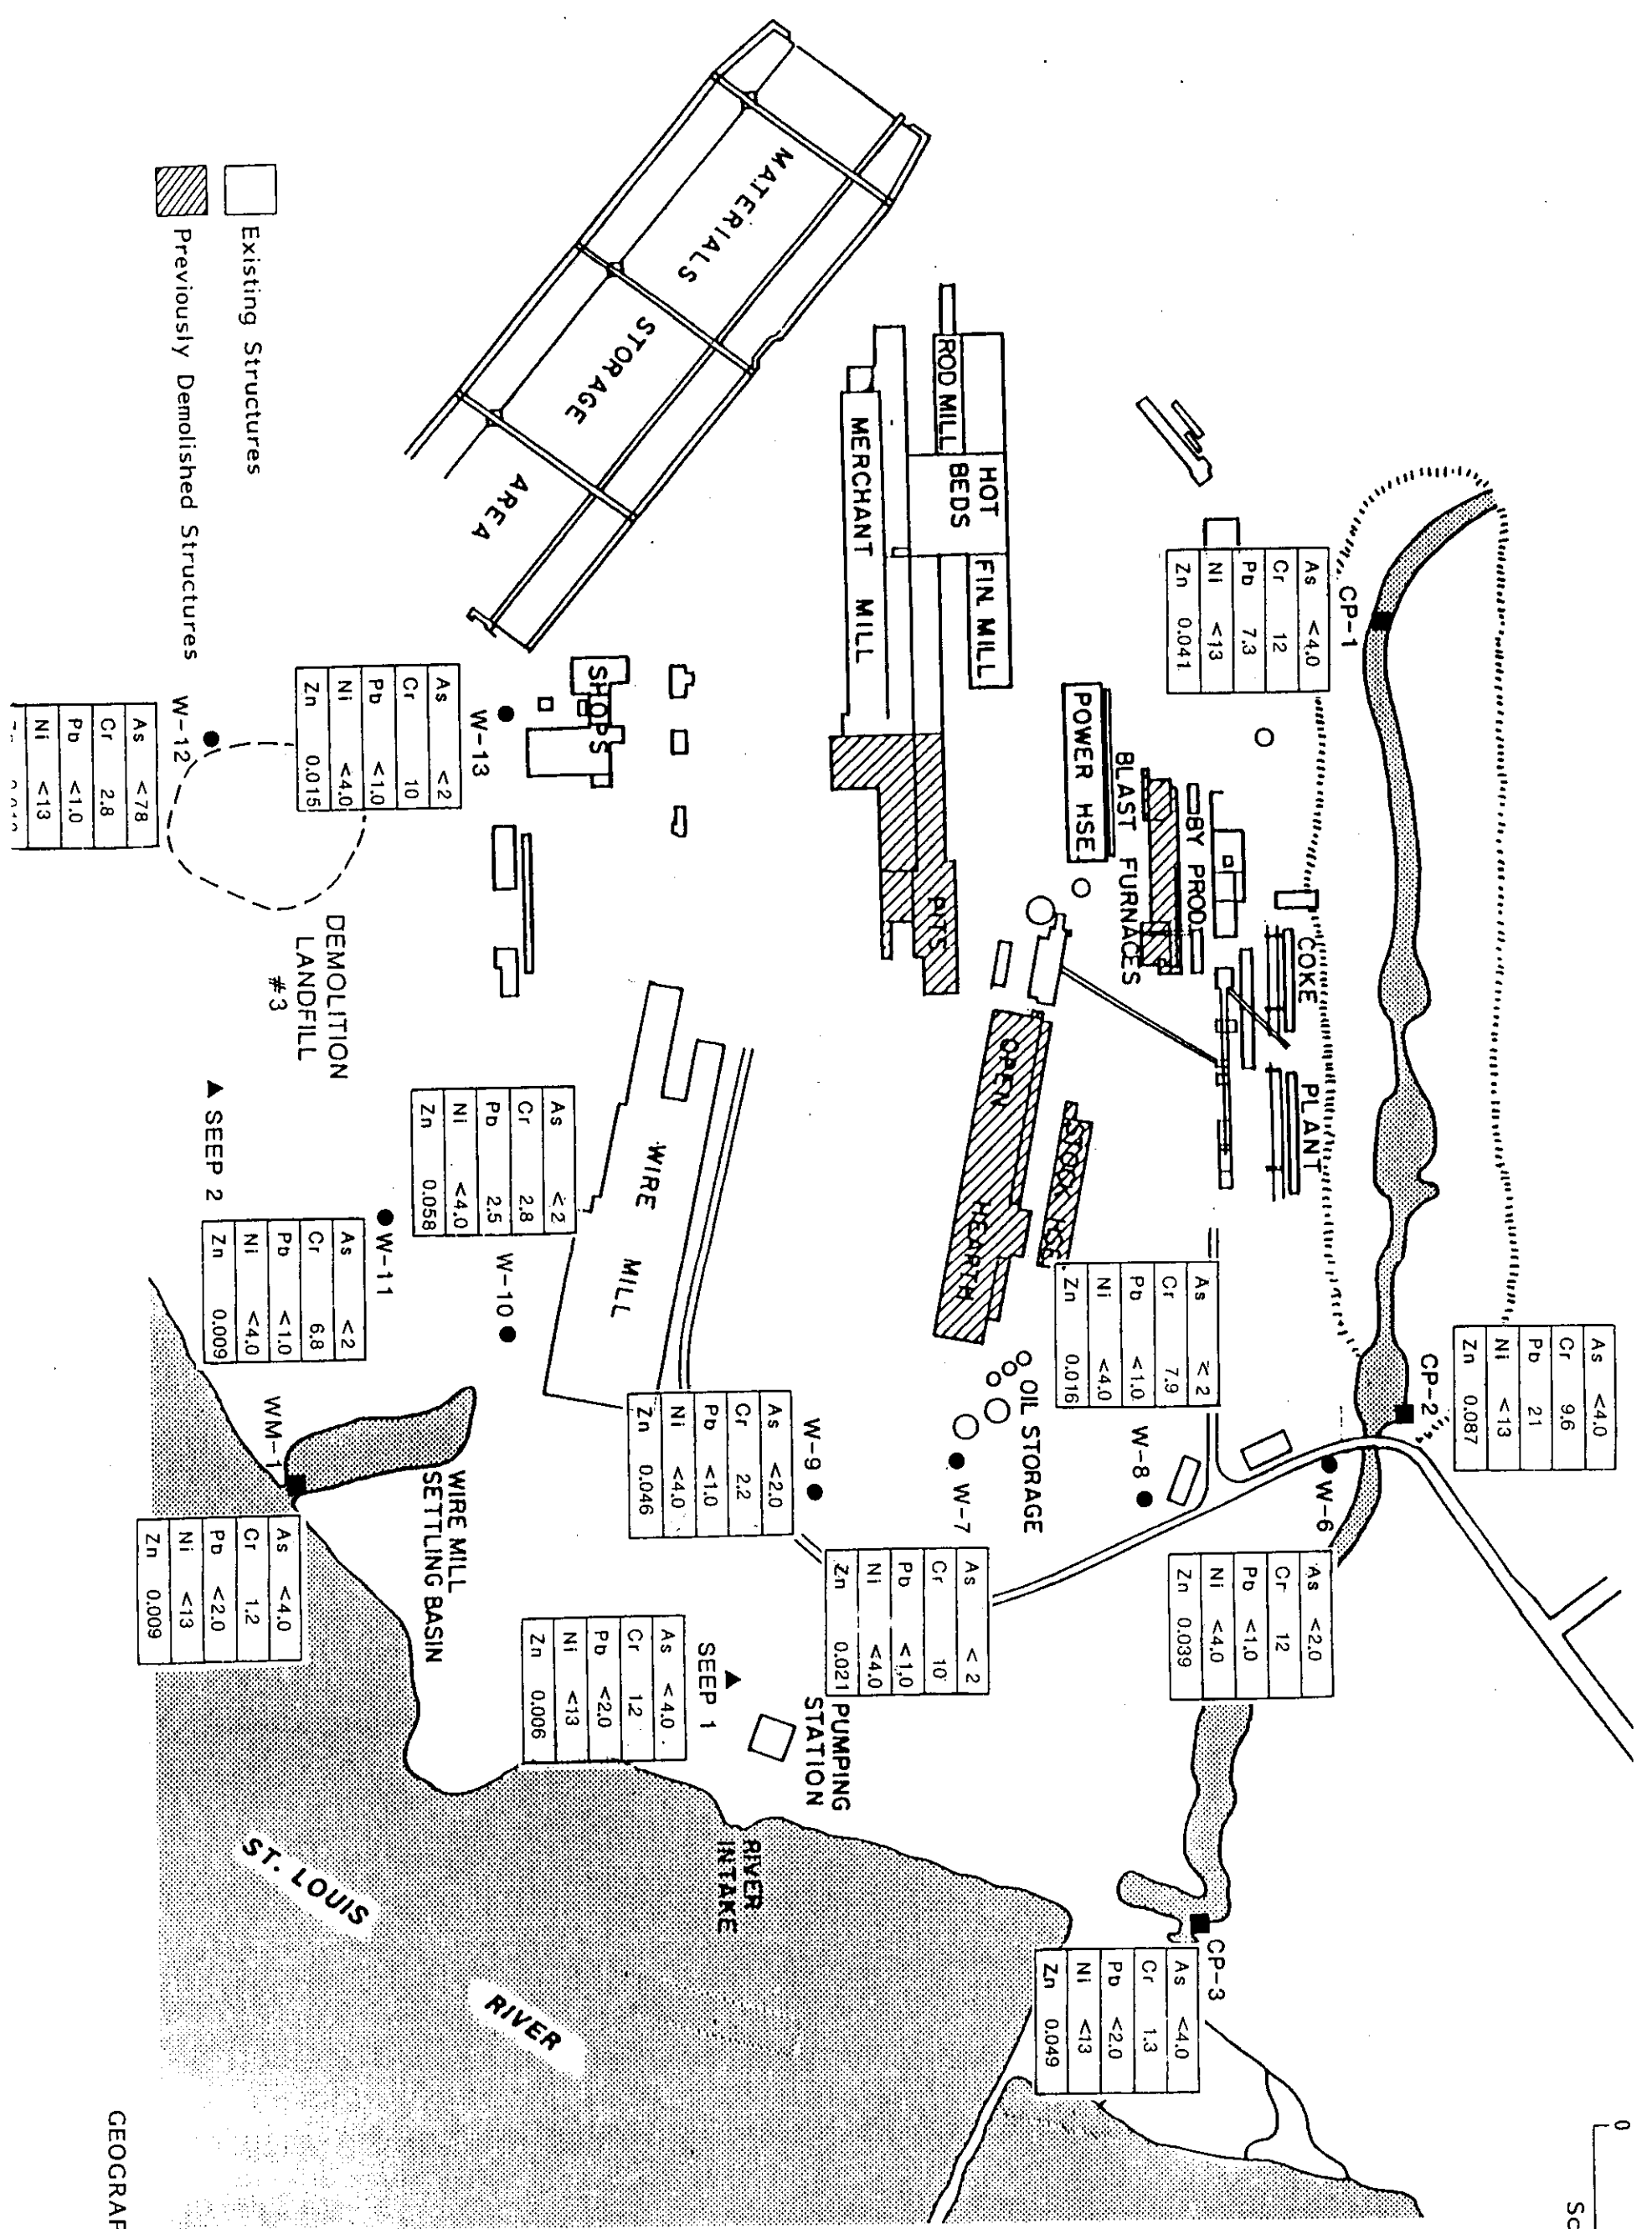 MATERIALS
STORAGE
AREA
Existing Structures
Previously Demolished Structures
ROD MILL
HOT
BEDS
FIN MILL
MERCHANT MILL
PITS
POWER HSE
BLAST FURNACES
BY PROD
COKE
PLANT
OPEN
HEARTH
STOCK HSE
OIL STORAGE
SHOPS
WIRE
MILL
CP-1
As <4.0
Cr 12
Pb 7.3
Ni <13
Zn 0.041
CP-2
As <4.0
Cr 9.6
Pb 21
Ni <13
Zn 0.087
W-6
As <2.0
Cr 12
Pb <1.0
Ni <4.0
Zn 0.039
W-8
As <2
Cr 7.9
Pb <1.0
Ni <4.0
Zn 0.016
W-7
As <2
Cr 10
Pb <1.0
Ni <4.0
Zn 0.021
W-9
As <2.0
Cr 2.2
Pb <1.0
Ni <4.0
Zn 0.046
W-10
As <2
Cr 2.8
Pb 2.5
Ni <4.0
Zn 0.058
W-11
As <2
Cr 6.8
Pb <1.0
Ni <4.0
Zn 0.009
W-13
As <2
Cr 10
Pb <1.0
Ni <4.0
Zn 0.015
W-12
As <78
Cr 2.8
Pb <1.0
Ni <13
DEMOLITION
LANDFILL
#3
SEEP 2
WM-1
As <4.0
Cr 1.2
Pb <2.0
Ni <13
Zn 0.009
WIRE MILL
SETTLING BASIN
SEEP 1
As <4.0
Cr 1.2
Pb <2.0
Ni <13
Zn 0.006
PUMPING
STATION
RIVER
INTAKE
CP-3
As <4.0
Cr 1.3
Pb <2.0
Ni <13
Zn 0.049
ST. LOUIS
RIVER
0
Sc
GEOGRAP